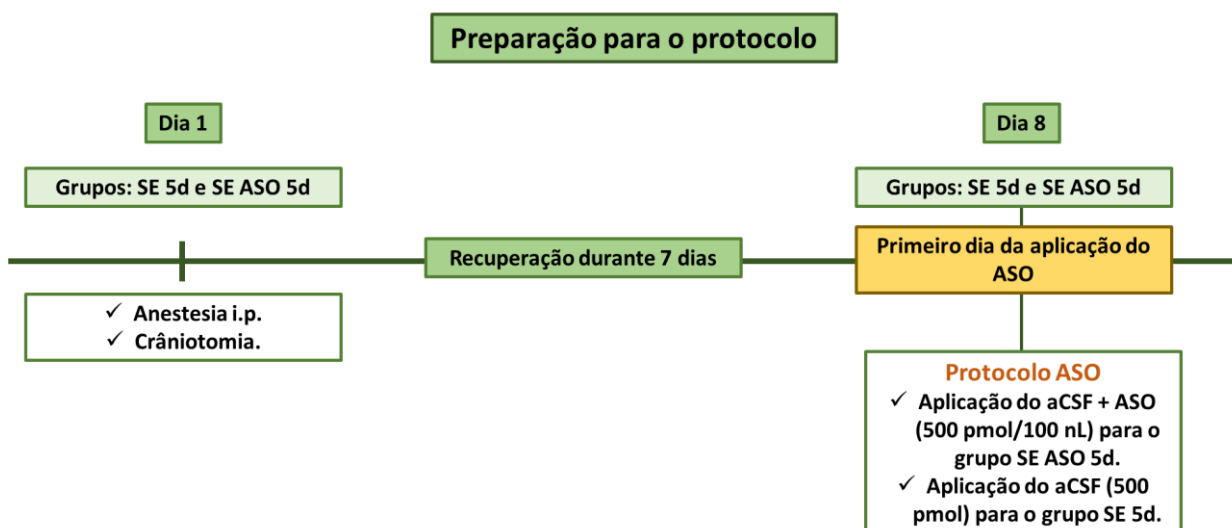 Preparação para o protocolo
Dia 1
Dia 8
Grupos: SE 5d e SE ASO 5d
Grupos: SE 5d e SE ASO 5d
Recuperação durante 7 dias
Primeiro dia da aplicação do
ASO
✓ Anestesia i.p.
✓ Crâniotomia.
Protocolo ASO
✓ Aplicação do aCSF + ASO
(500 pmol/100 nL) para o
grupo SE ASO 5d.
✓ Aplicação do aCSF (500
pmol) para o grupo SE 5d.